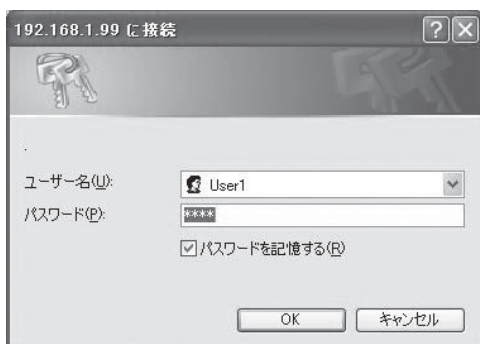 192.168.1.99 に接続
.
ユーザー名(U):
User1
パスワード(P):
****
パスワードを記憶する(R)
OK
キャンセル